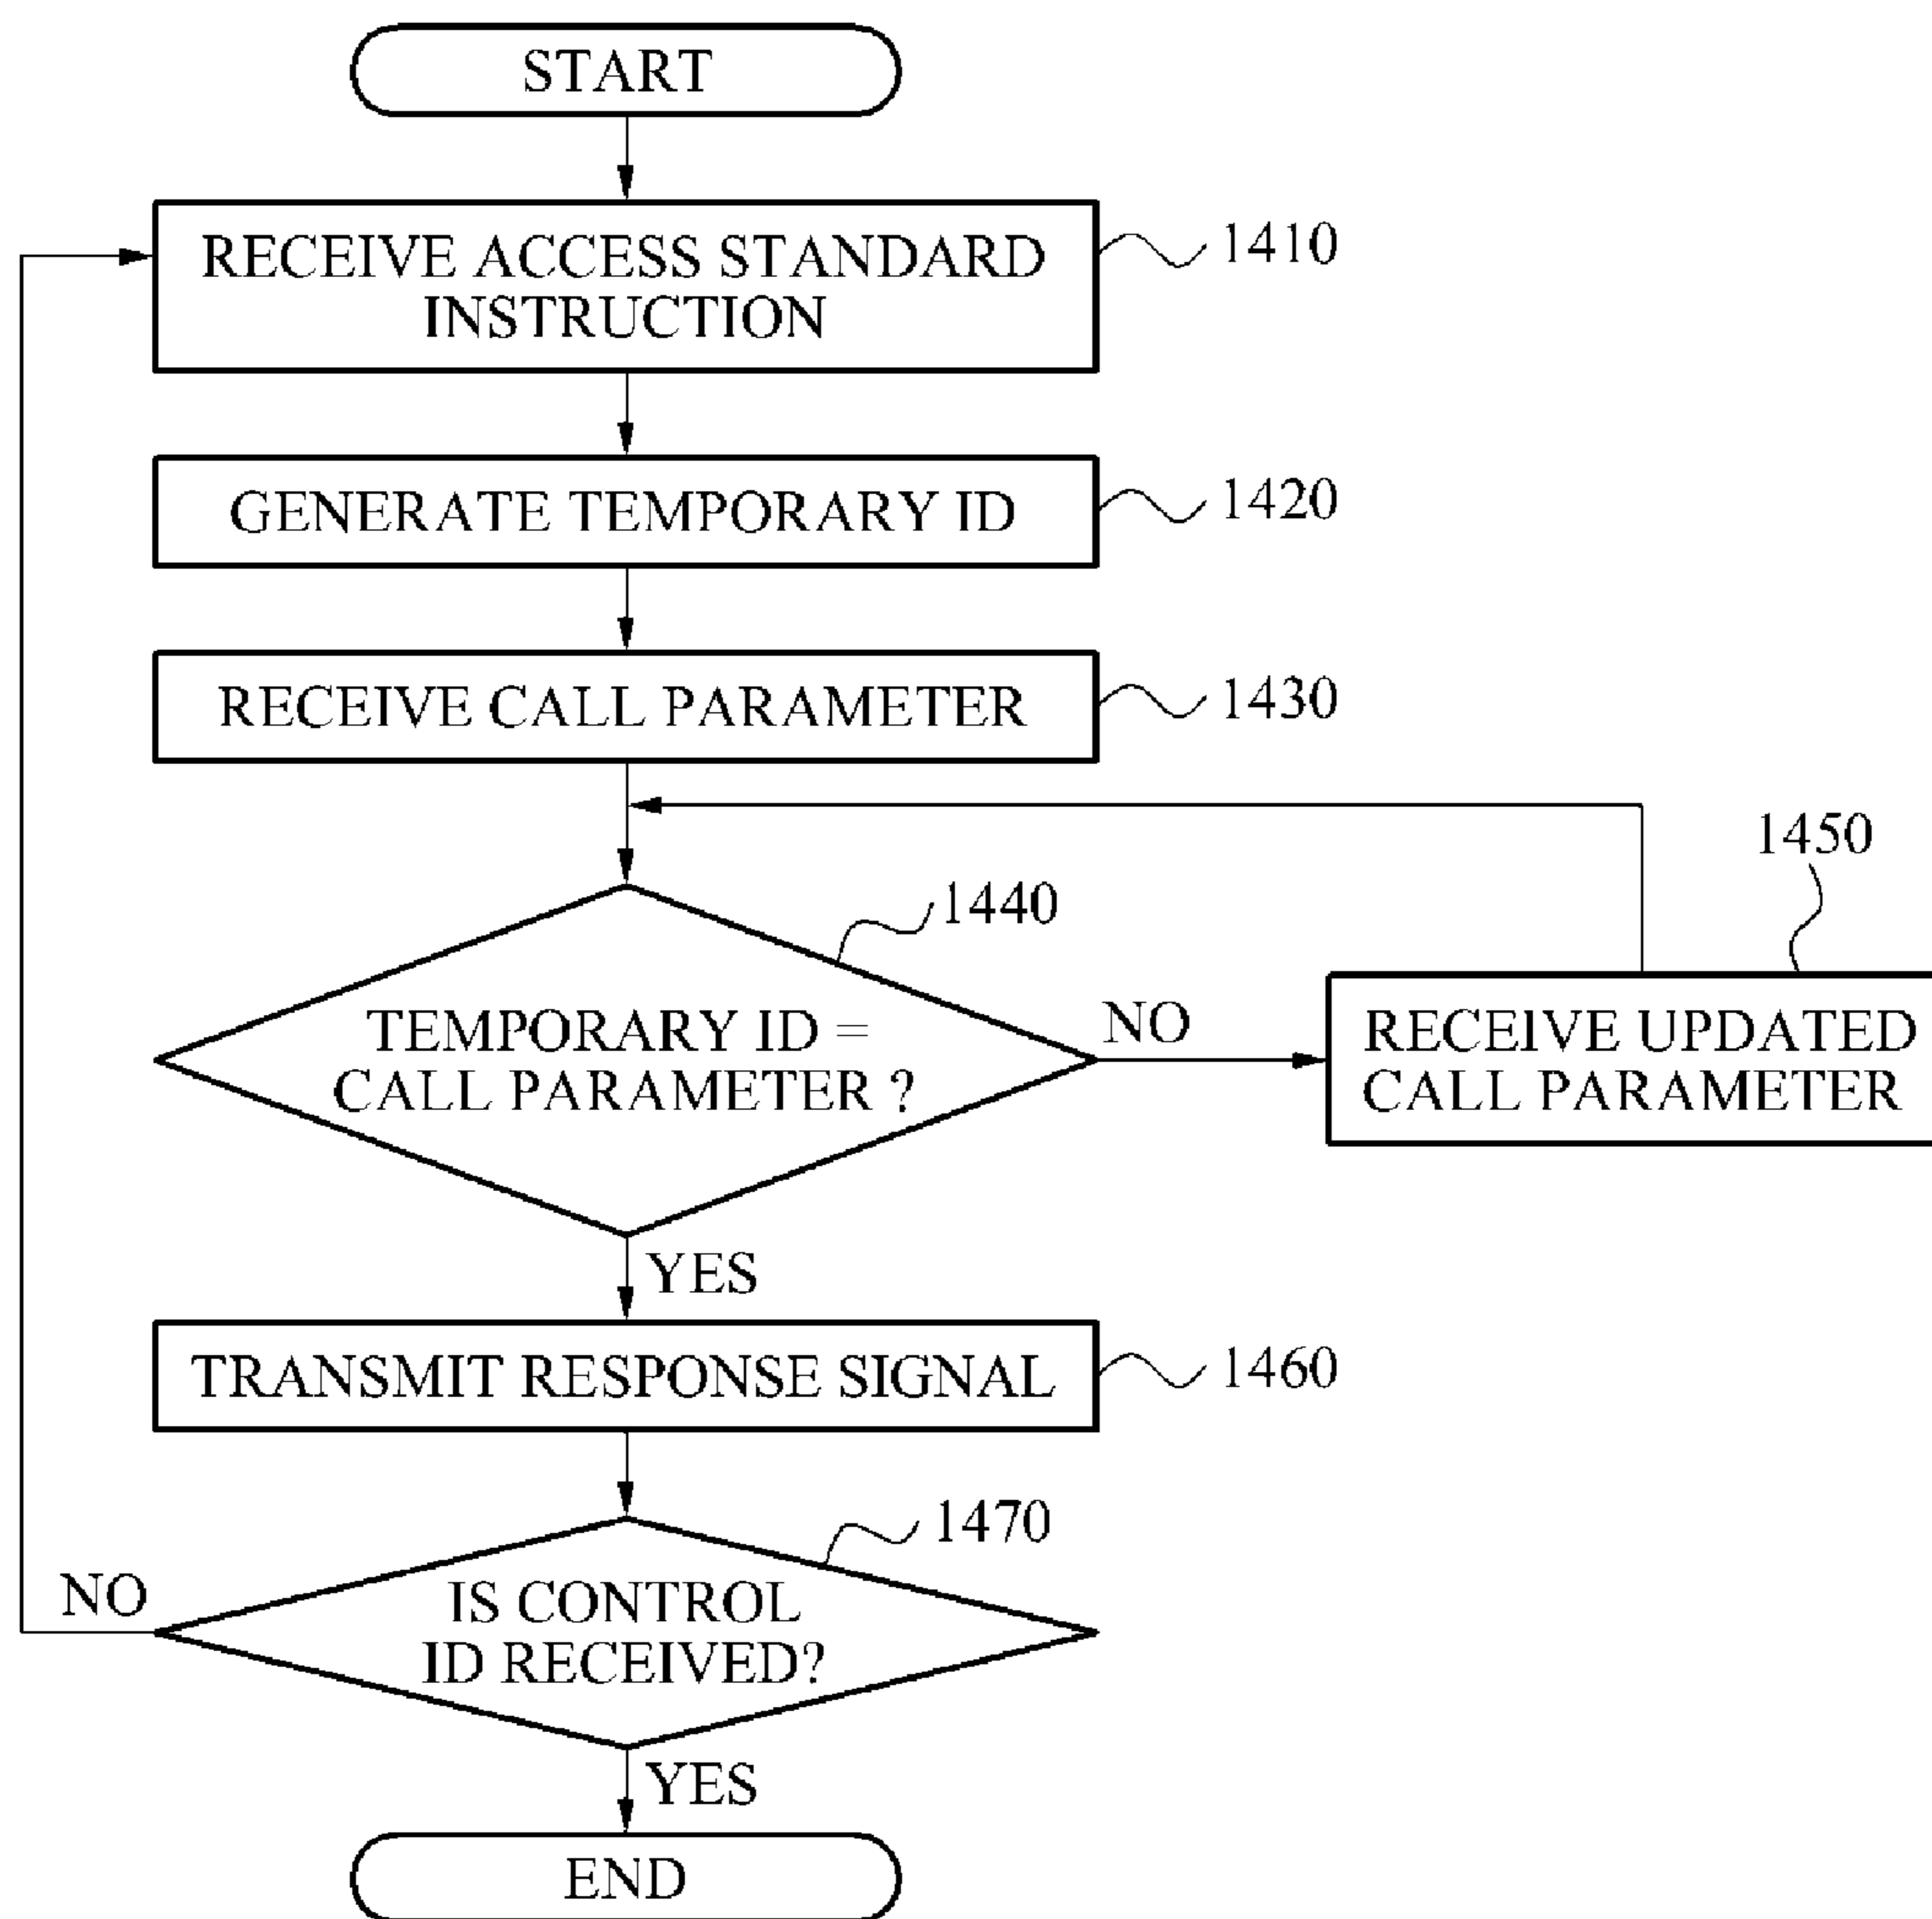 START
RECEIVE ACCESS STANDARD
INSTRUCTION
1410
GENERATE TEMPORARY ID
1420
RECEIVE CALL PARAMETER
1430
1440
TEMPORARY ID =
CALL PARAMETER ?
NO
1450
RECEIVE UPDATED
CALL PARAMETER
YES
TRANSMIT RESPONSE SIGNAL
1460
1470
IS CONTROL
ID RECEIVED?
NO
YES
END